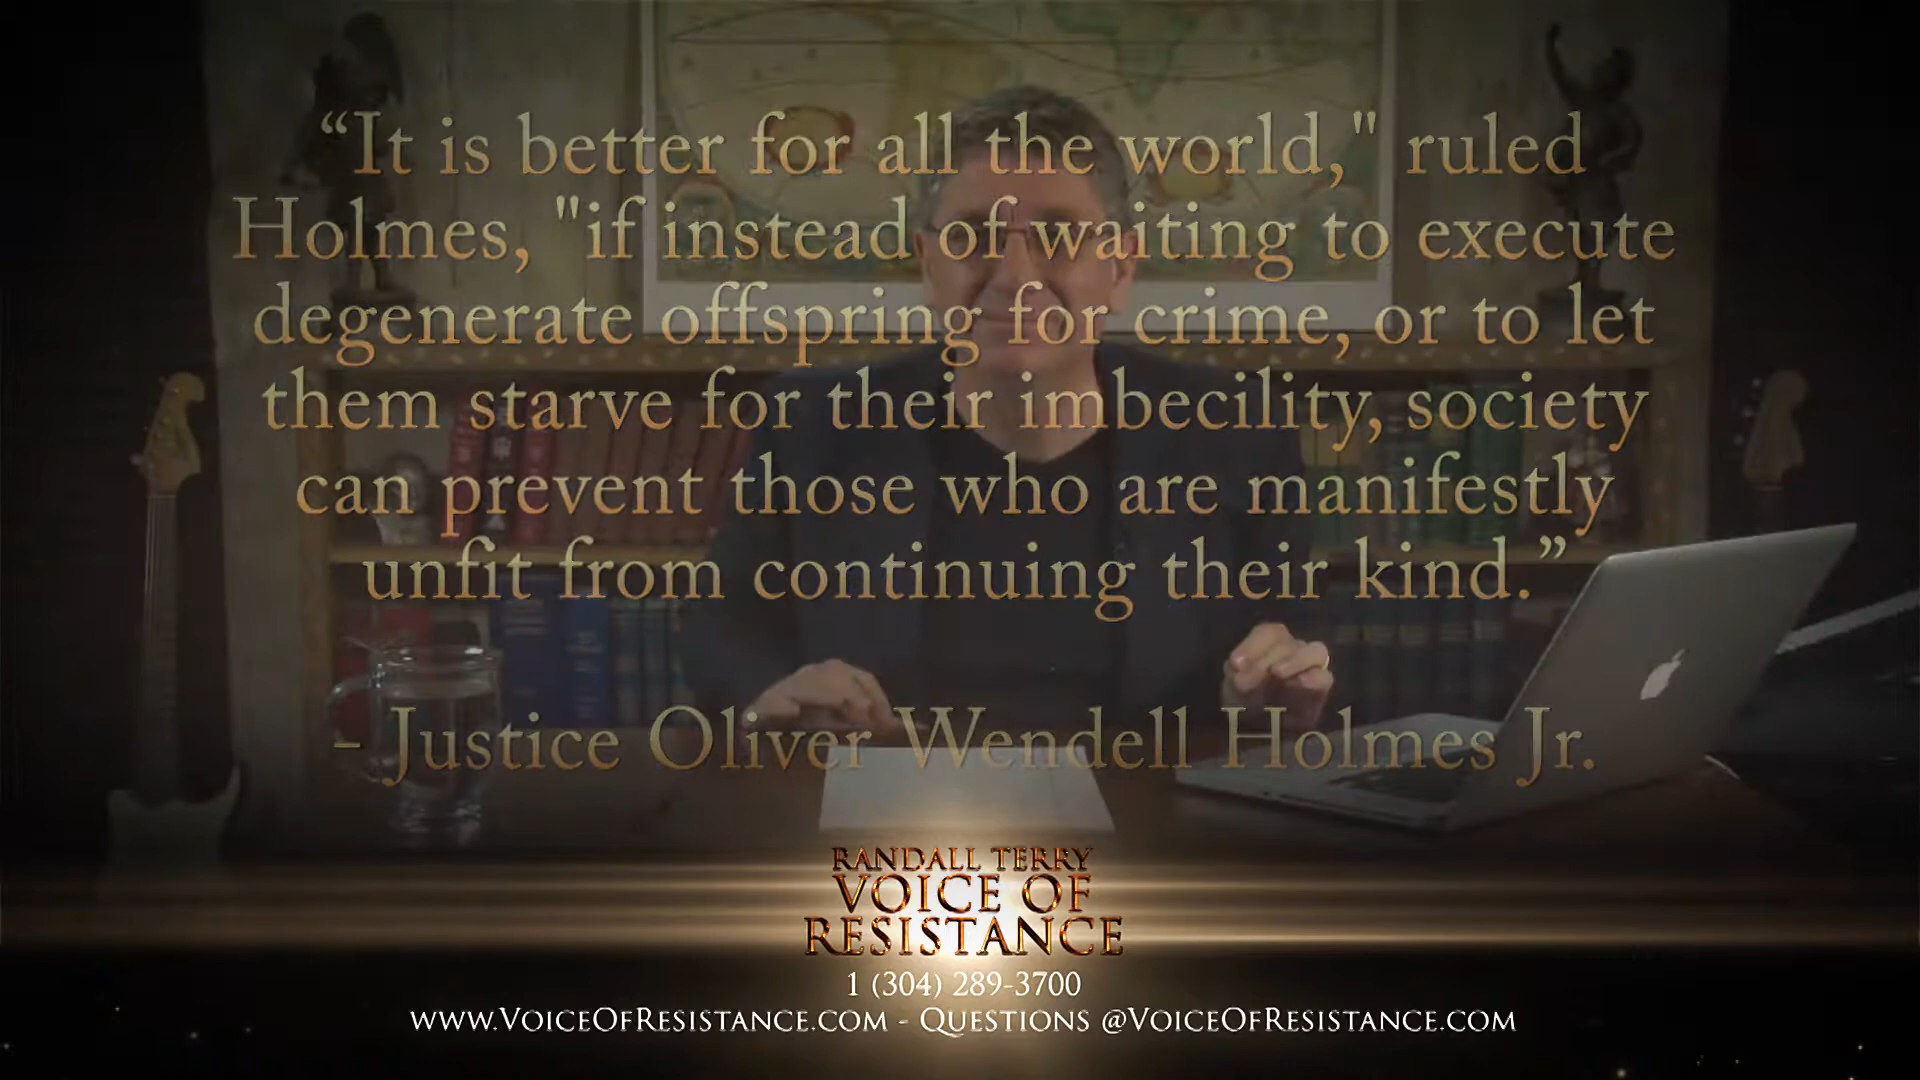 “It is better for all the world," ruled
Holmes, "if instead of waiting to execute
degenerate offspring for crime, or to let
them starve for their imbecility, society
can prevent those who are manifestly
unfit from continuing their kind.”
- Justice Oliver Wendell Holmes Jr.
RANDALL TERRY
VOICE OF
RESISTANCE
1 (304) 289-3700
www.VoiceOfResistance.com - Questions @VoiceOfResistance.com